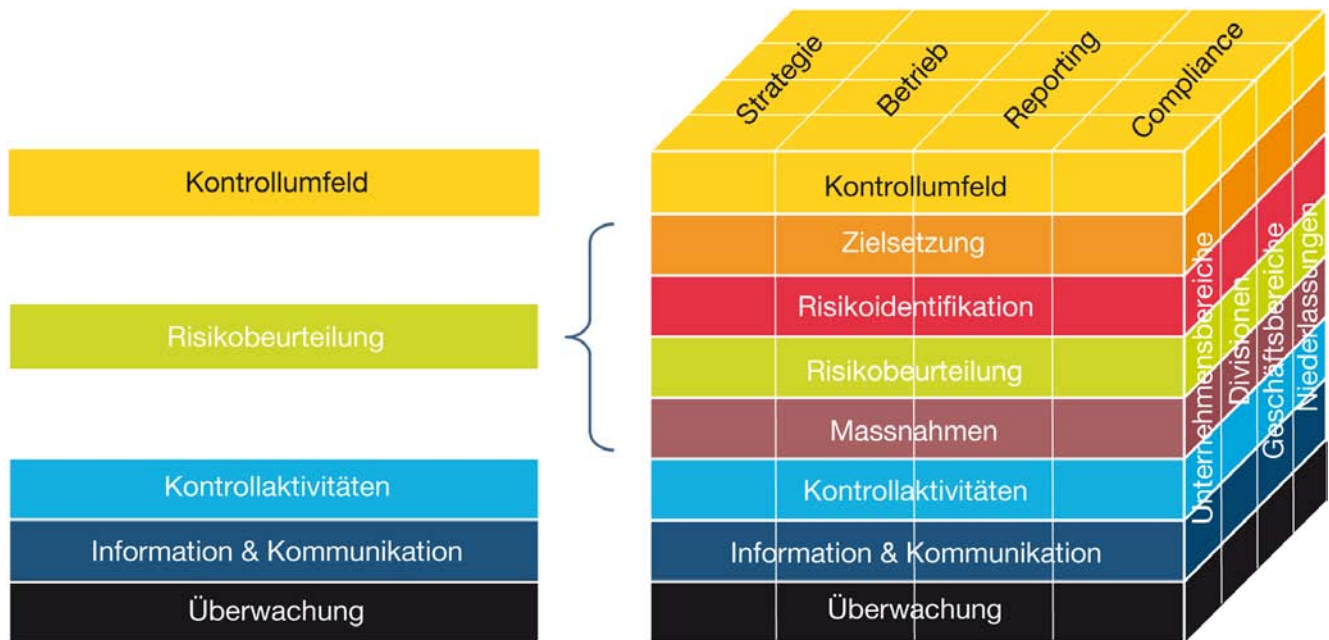 Kontrollumfeld
Risikobeurteilung
Kontrollaktivitäten
Information & Kommunikation
Überwachung
Strategie
Betrieb
Reporting
Compliance
Kontrollumfeld
Zielsetzung
Risikoidentifikation
Risikobeurteilung
Massnahmen
Kontrollaktivitäten
Information & Kommunikation
Überwachung
Unternehmensbereiche
Divisionen
Geschäftsbereiche
Niederlassungen